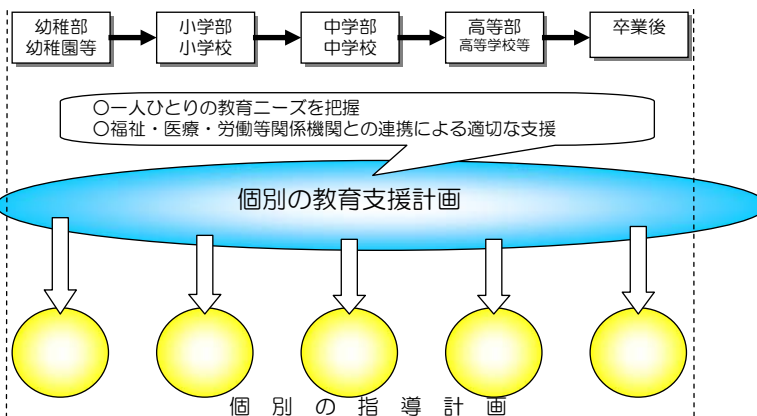 幼稚部
幼稚園等
小学部
小学校
中学部
中学校
高等部
高等学校等
卒業後
○一人ひとりの教育ニーズを把握
○福祉・医療・労働等関係機関との連携による適切な支援
個別の教育支援計画
個別の指導計画